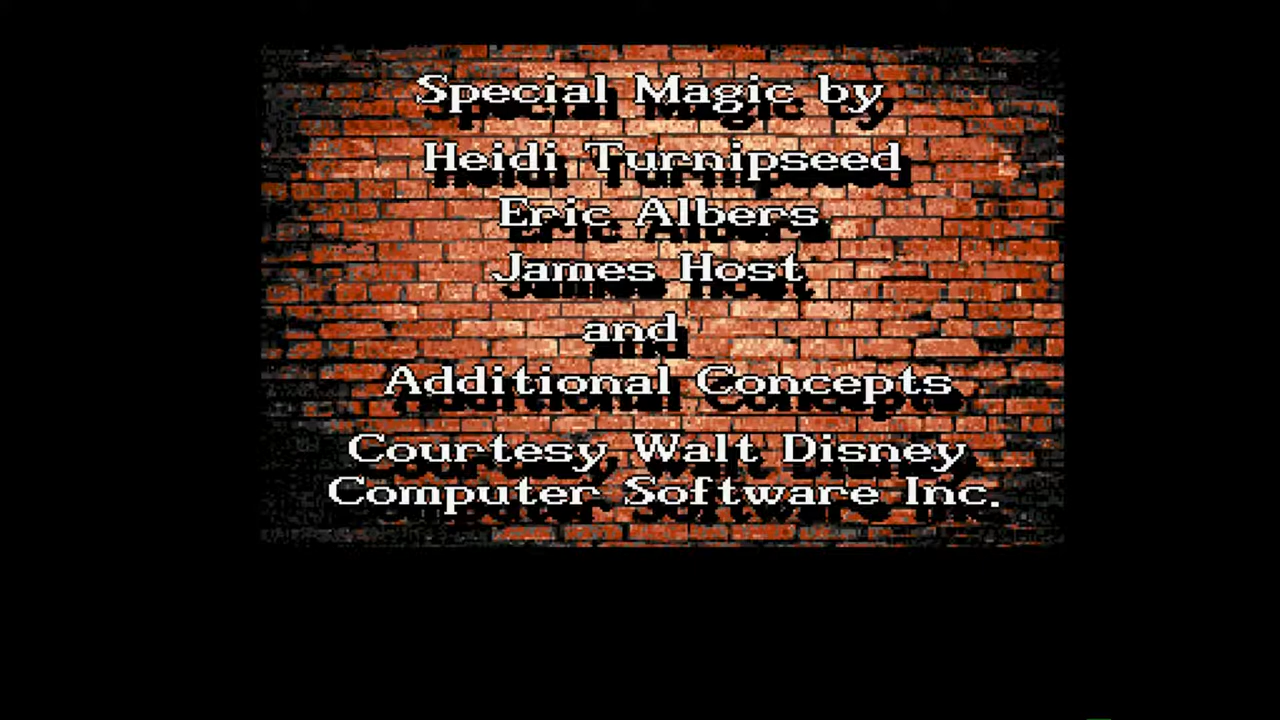 Special Magic by
Heidi Turnipseed
Eric Albers
James Host
and
Additional Concepts
Courtesy Walt Disney
Computer Software Inc.